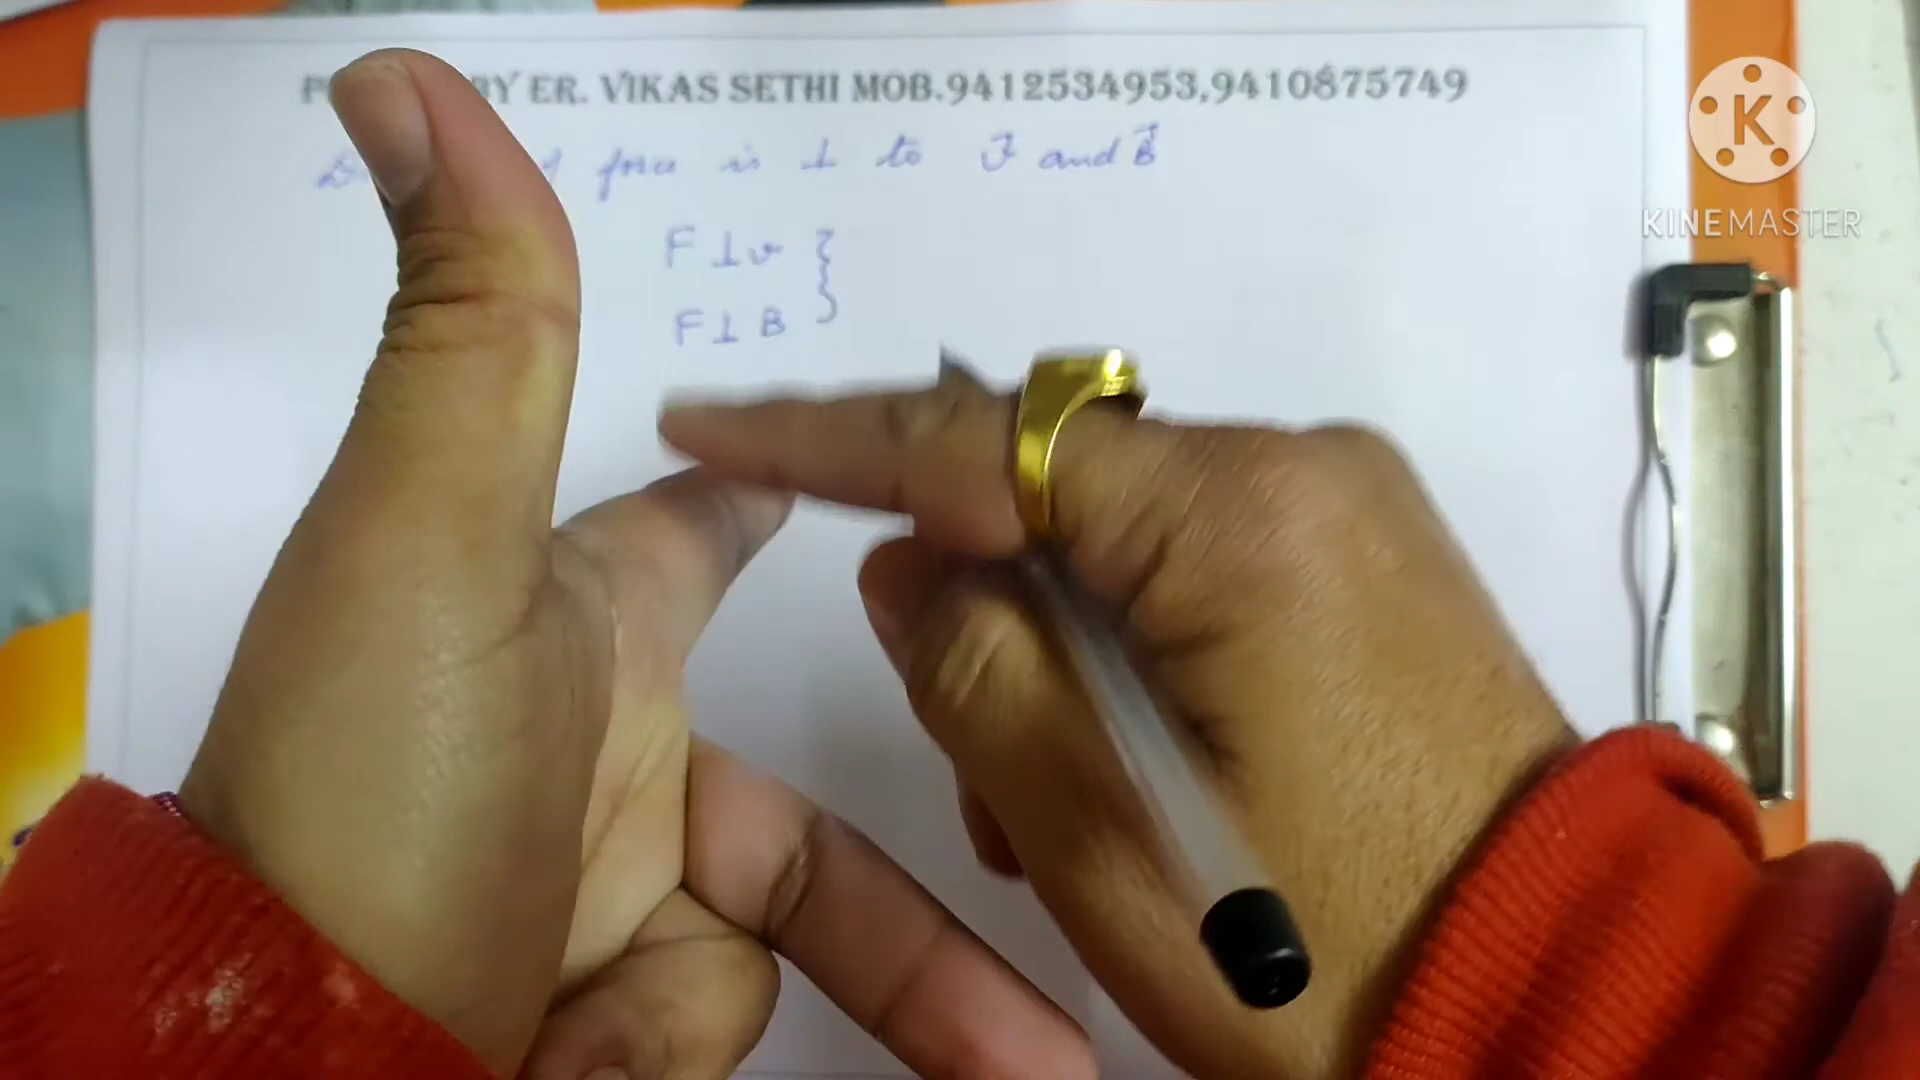 BY ER. VIKAS SETHI MOB.9412534953,9410875749
force is ⊥ to v⃗ and B⃗
F ⊥ v
F ⊥ B
K
KINEMASTER